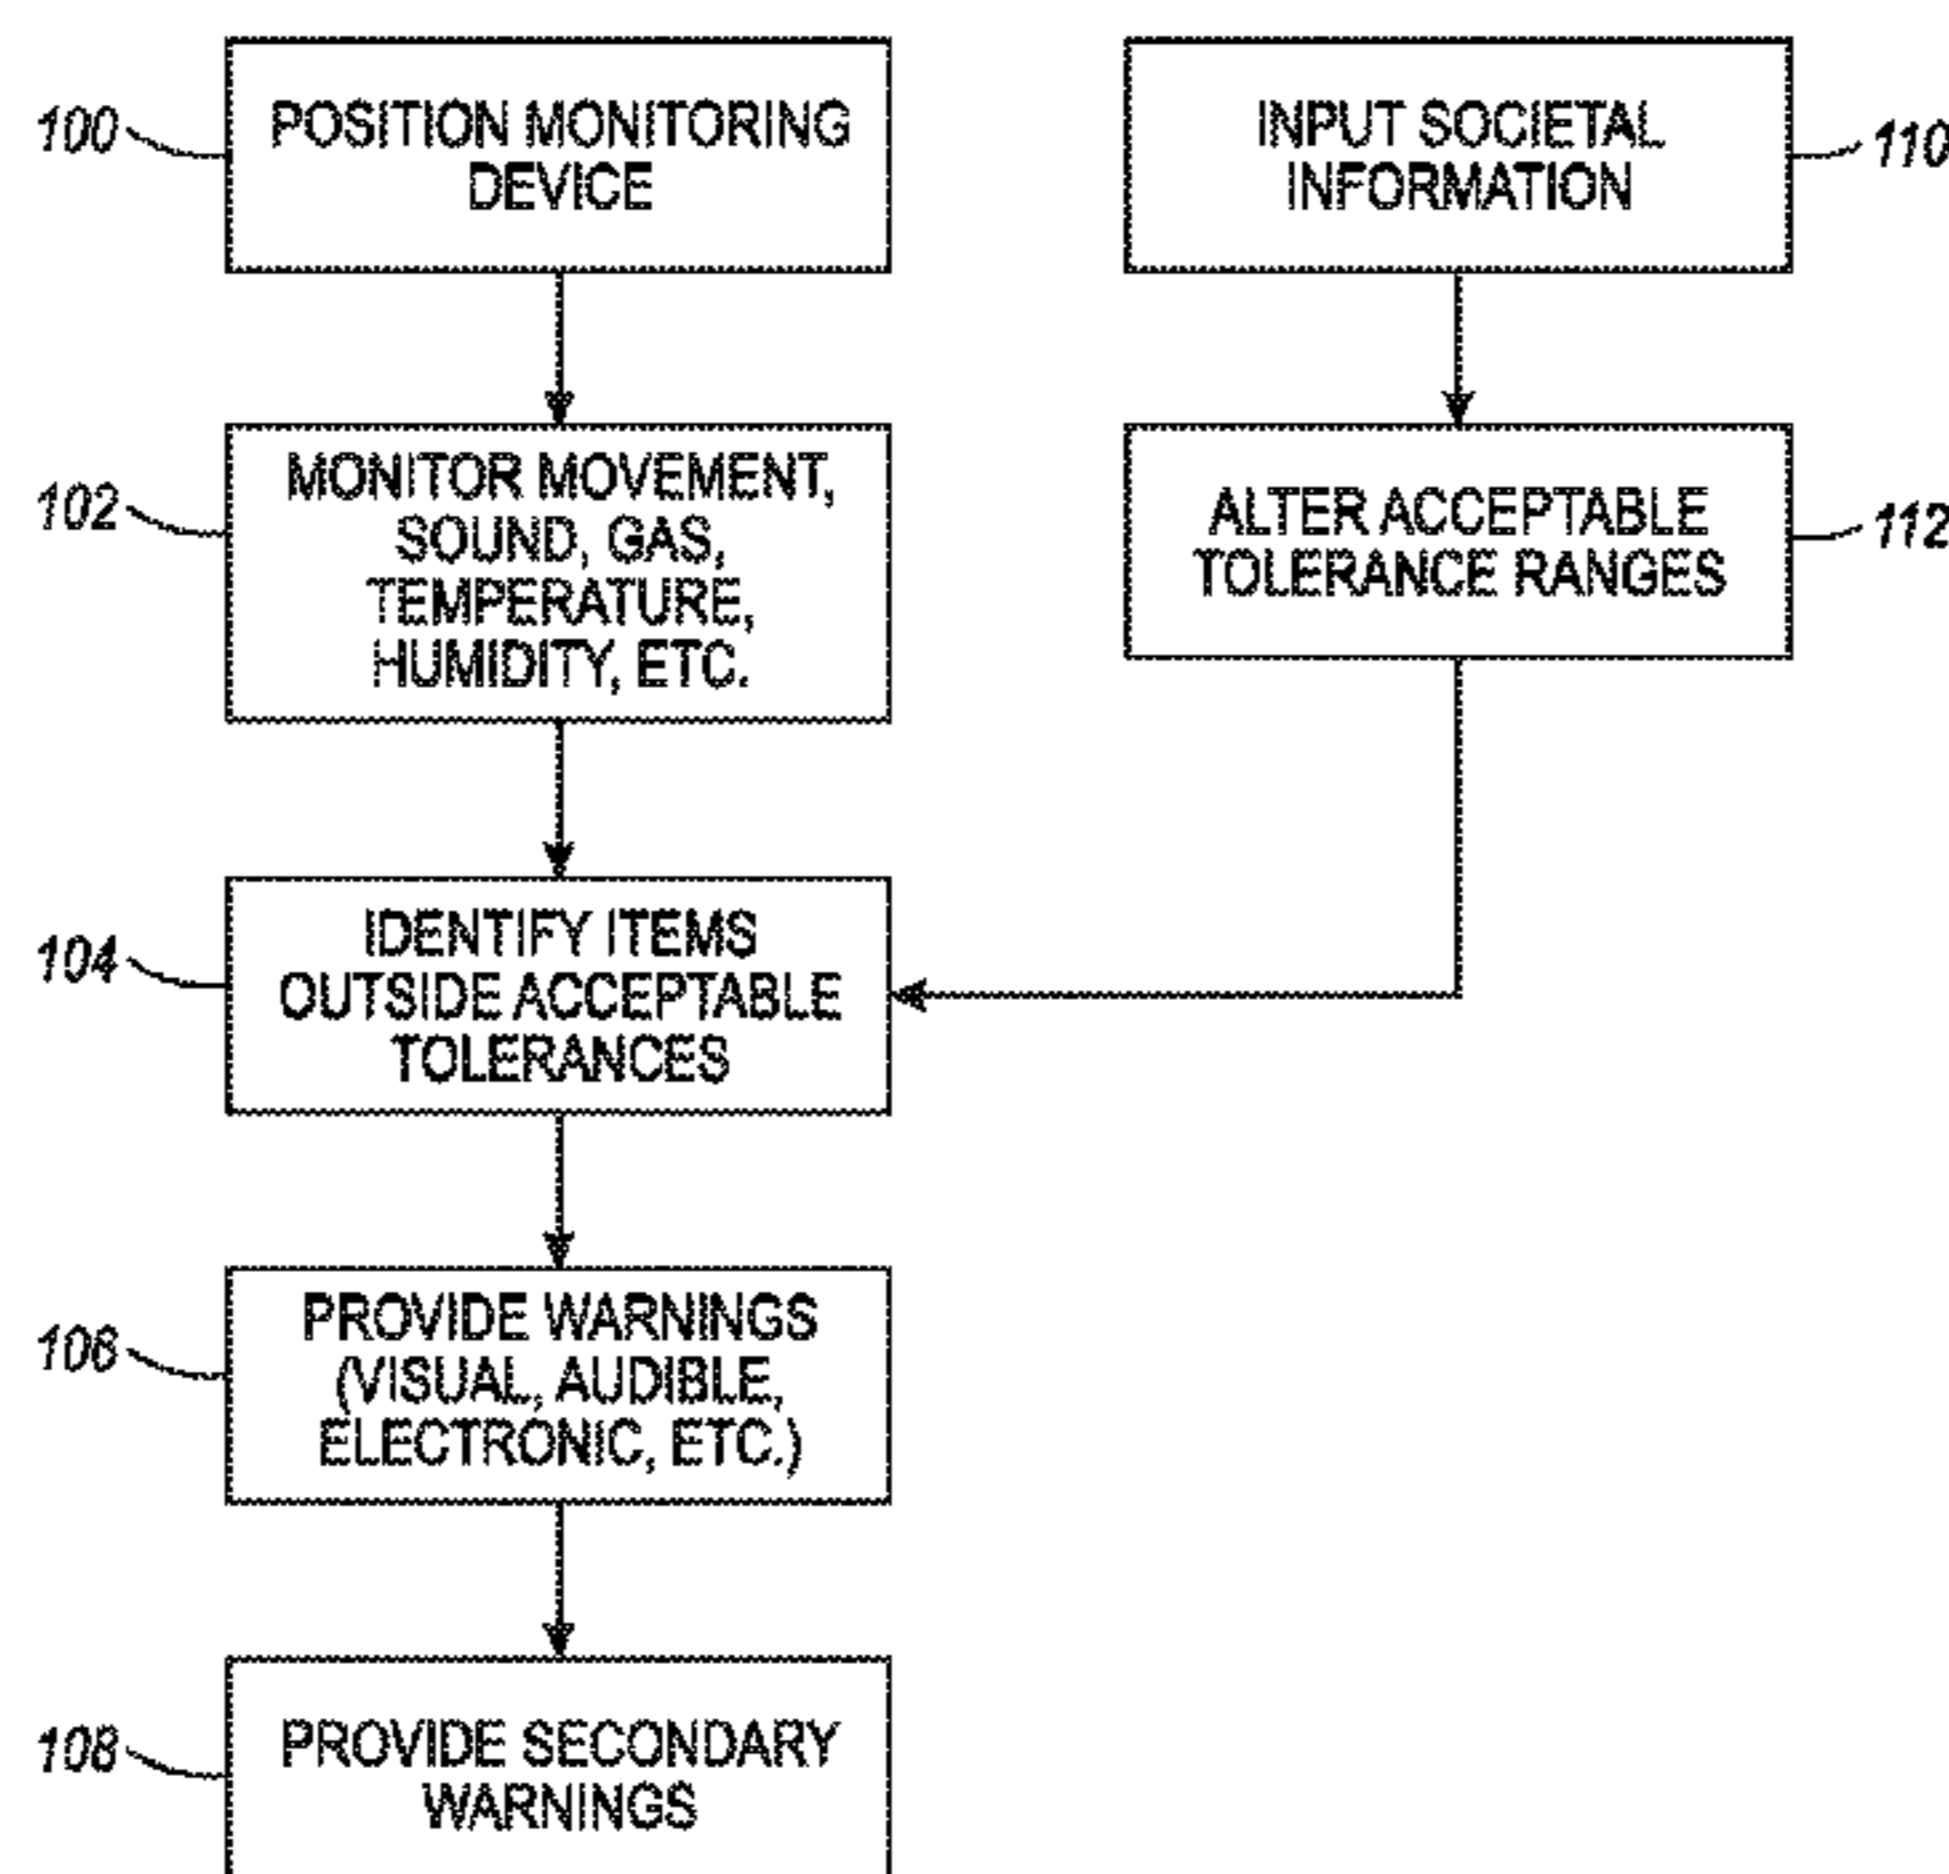 100
POSITION MONITORING
DEVICE
INPUT SOCIETAL
INFORMATION
110
102
MONITOR MOVEMENT,
SOUND, GAS,
TEMPERATURE,
HUMIDITY, ETC.
ALTER ACCEPTABLE
TOLERANCE RANGES
112
104
IDENTIFY ITEMS
OUTSIDE ACCEPTABLE
TOLERANCES
106
PROVIDE WARNINGS
(VISUAL, AUDIBLE,
ELECTRONIC, ETC.)
108
PROVIDE SECONDARY
WARNINGS